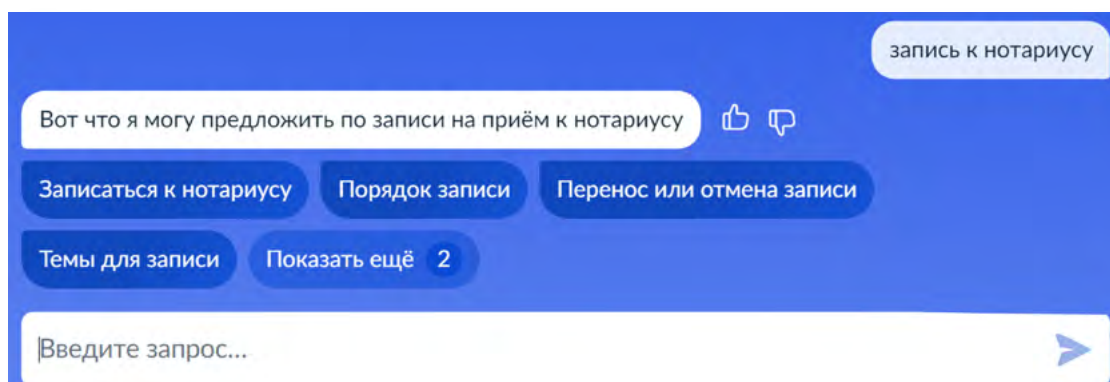 запись к нотариусу
Вот что я могу предложить по записи на приём к нотариусу
Записаться к нотариусу Порядок записи Перенос или отмена записи
Темы для записи Показать ещё 2
Введите запрос...